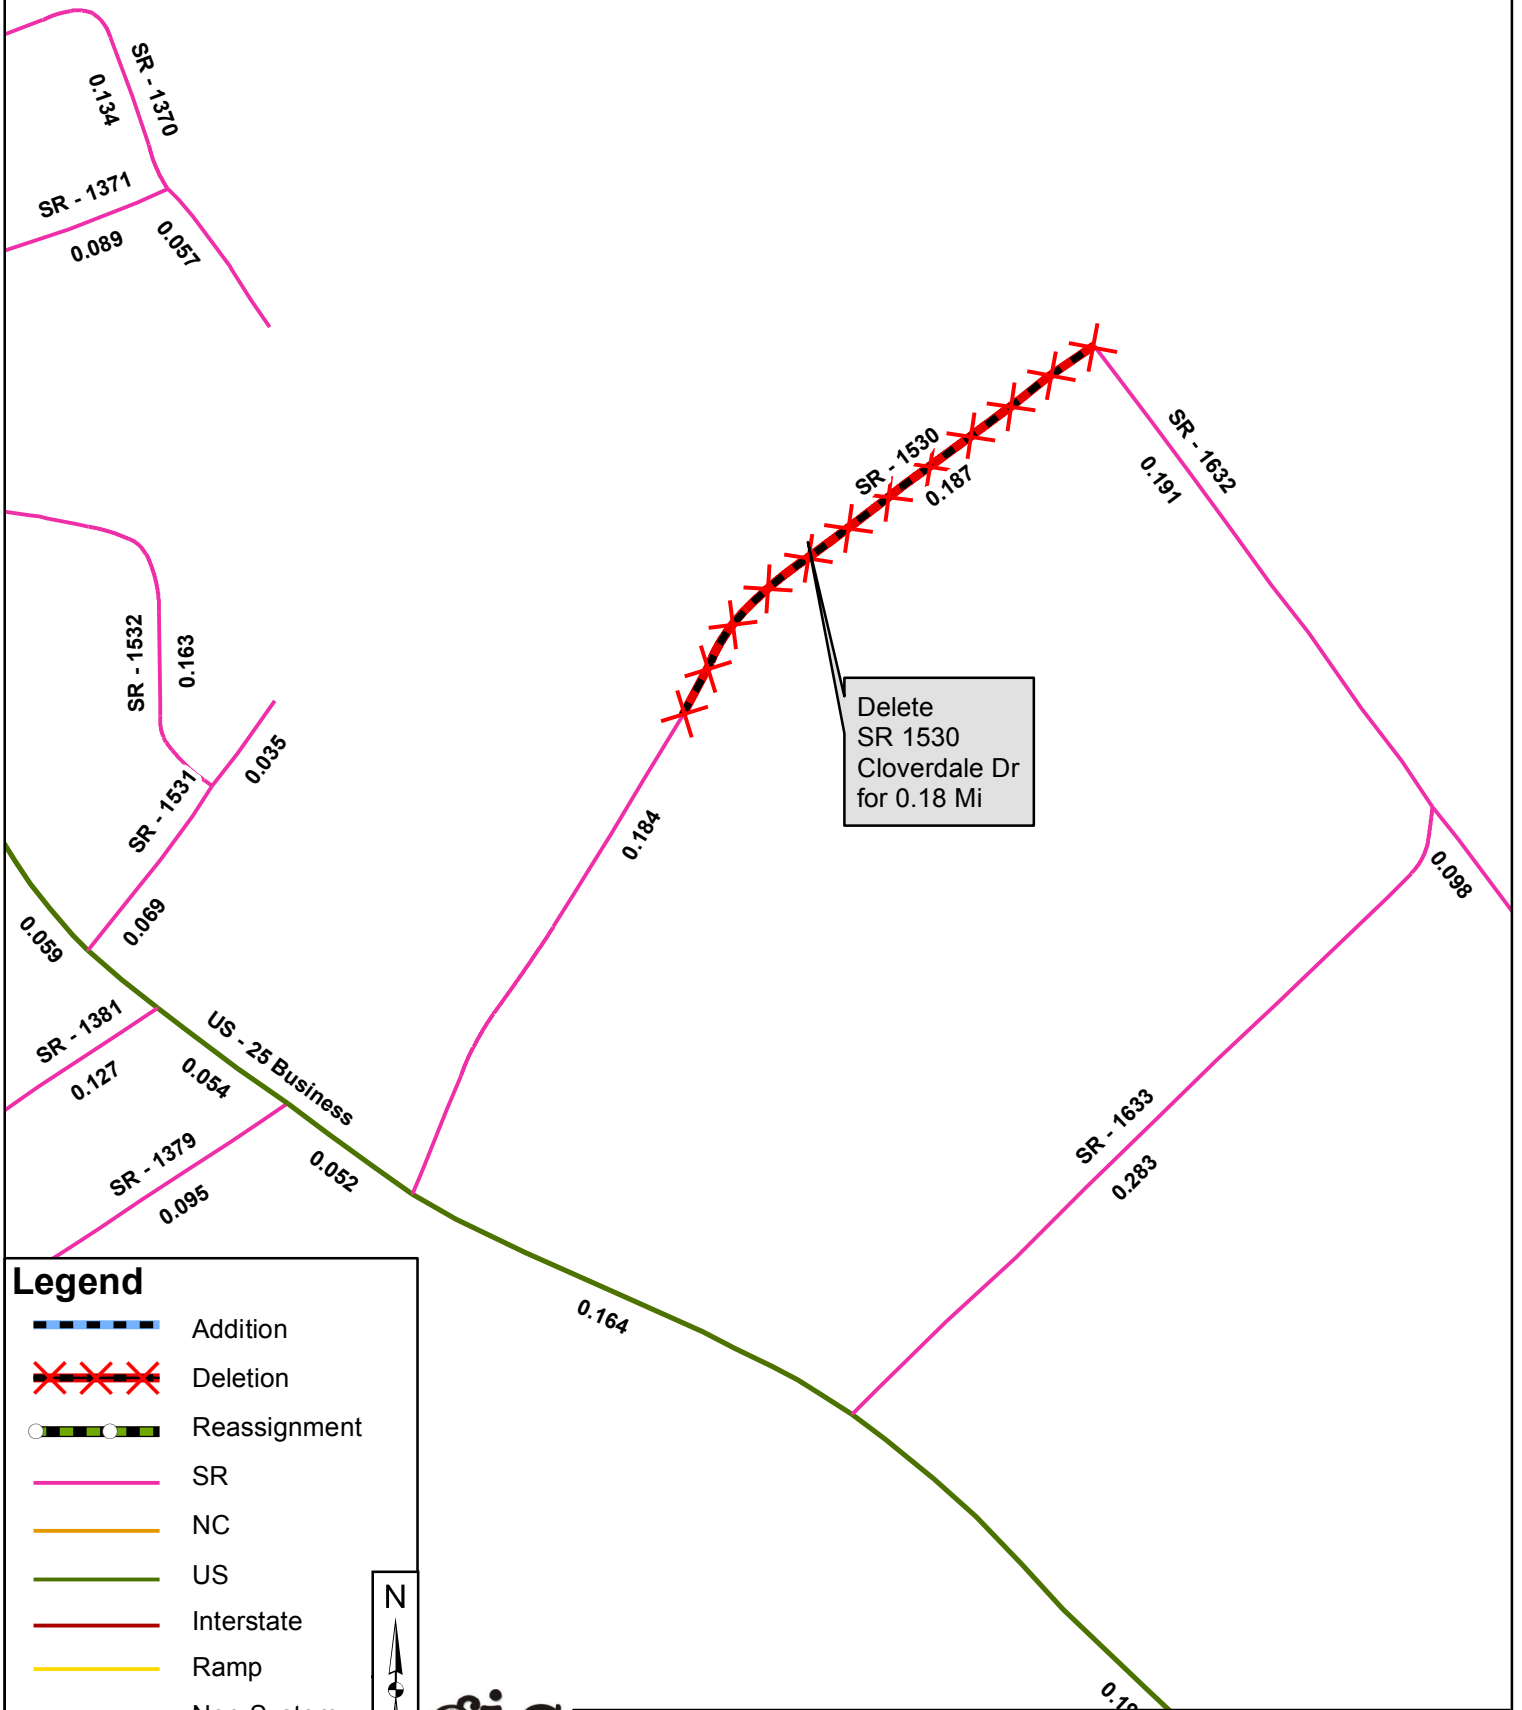 SR - 1370
0.134
SR - 1371
0.089
0.057
SR - 1530
0.187
SR - 1632
0.191
SR - 1532
0.163
0.035
SR - 1531
0.069
Delete
SR 1530
Cloverdale Dr
for 0.18 Mi
0.184
0.098
0.059
SR - 1381
0.127
US - 25 Business
0.054
SR - 1379
0.095
0.052
SR - 1633
0.283
0.164
Legend
Addition
Deletion
Reassignment
SR
NC
US
Interstate
Ramp
N